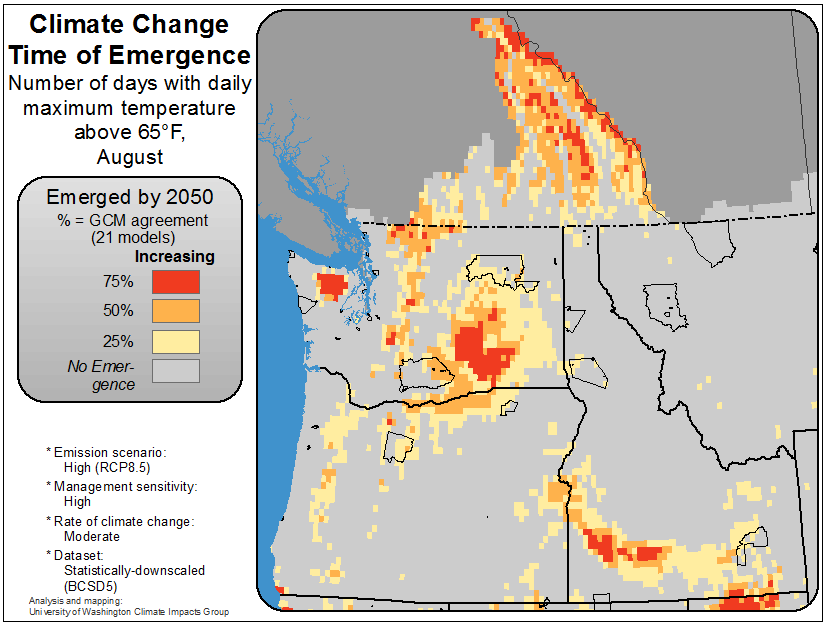 Climate Change
Time of Emergence
Number of days with daily
maximum temperature
above 65°F,
August
Emerged by 2050
% = GCM agreement
(21 models)
Increasing
75%
50%
25%
No Emer-
gence
* Emission scenario:
High (RCP8.5)
* Management sensitivity:
High
* Rate of climate change:
Moderate
* Dataset:
Statistically-downscaled
(BCSD5)
Analysis and mapping:
University of Washington Climate Impacts Group